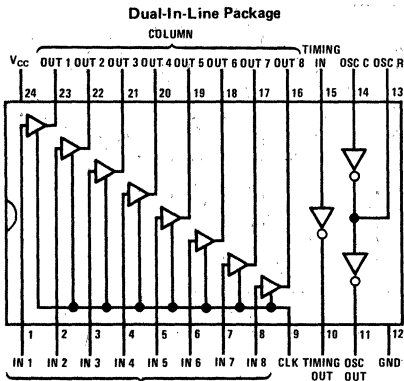 Dual-In-Line Package
COLUMN
VCC OUT 1 OUT 2 OUT 3 OUT 4 OUT 5 OUT 6 OUT 7 OUT 8 TIMING IN OSC C OSC R
24 23 22 21 20 19 18 17 16 15 14 13
1 2 3 4 5 6 7 8 9 10 11 12
IN 1 IN 2 IN 3 IN 4 IN 5 IN 6 IN 7 IN 8 CLK TIMING OUT OSC OUT GND